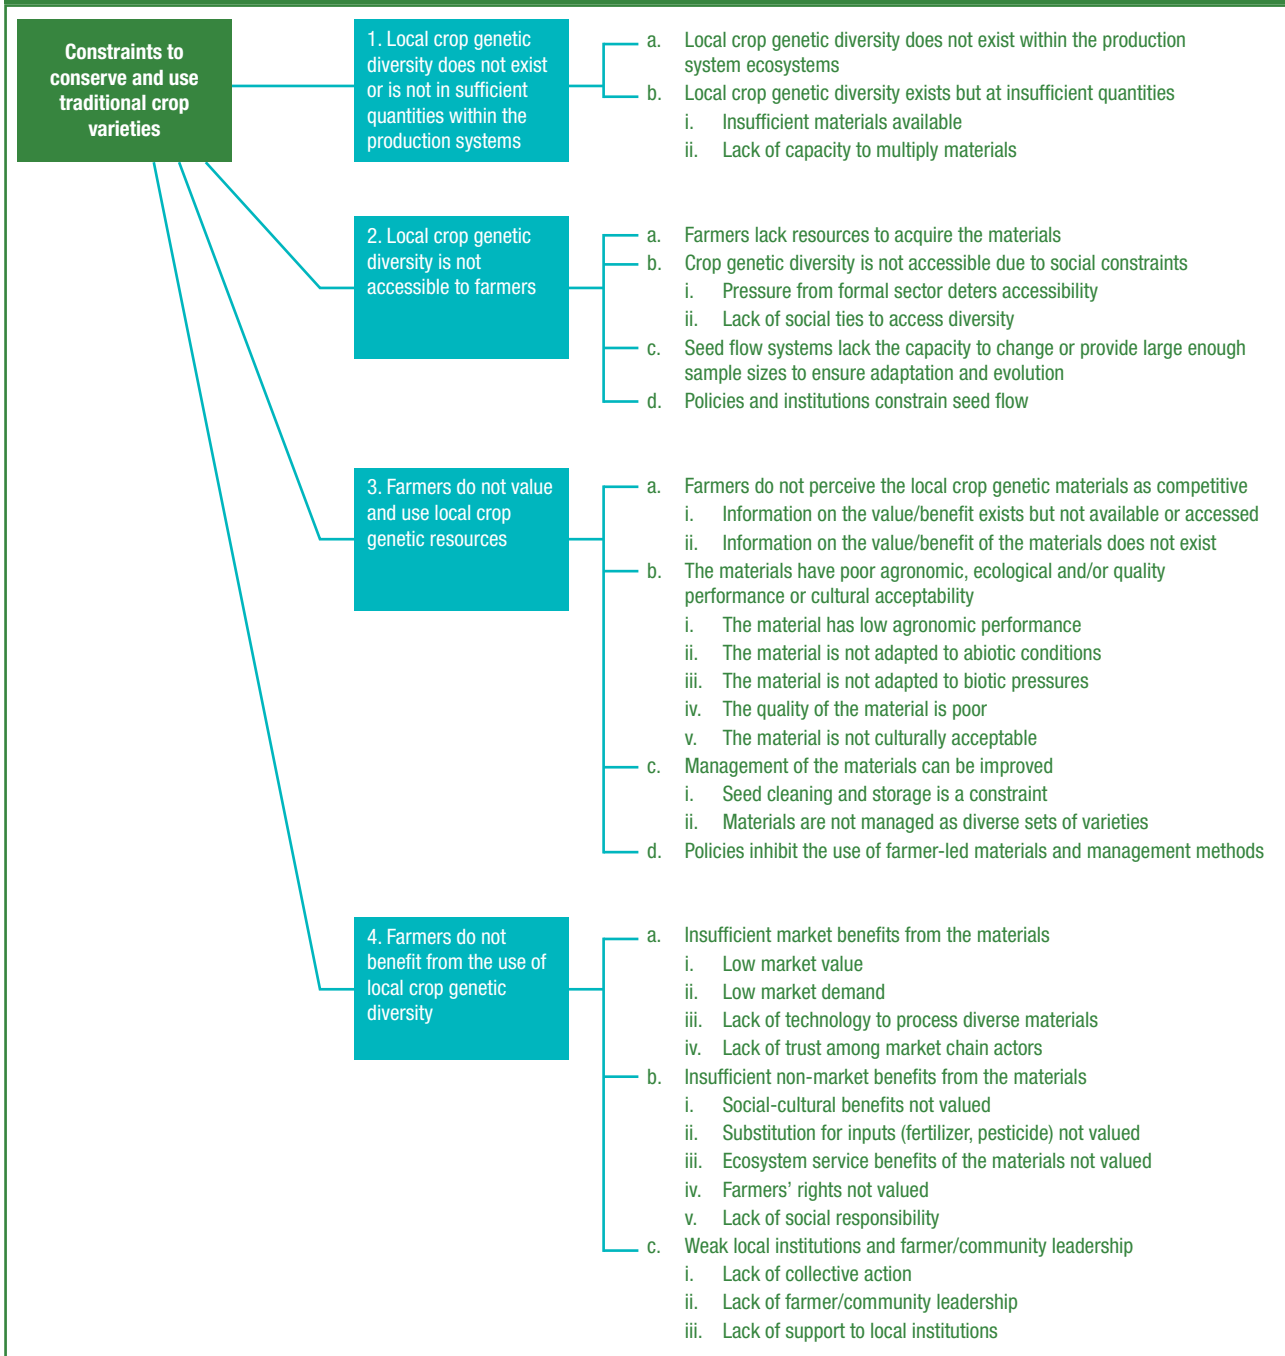 Constraints to
conserve and use
traditional crop
varieties
1. Local crop genetic
diversity does not exist
or is not in sufficient
quantities within the
production systems
a. Local crop genetic diversity does not exist within the production
system ecosystems
b. Local crop genetic diversity exists but at insufficient quantities
i. Insufficient materials available
ii. Lack of capacity to multiply materials
2. Local crop genetic
diversity is not
accessible to farmers
a. Farmers lack resources to acquire the materials
b. Crop genetic diversity is not accessible due to social constraints
i. Pressure from formal sector deters accessibility
ii. Lack of social ties to access diversity
c. Seed flow systems lack the capacity to change or provide large enough
sample sizes to ensure adaptation and evolution
d. Policies and institutions constrain seed flow
3. Farmers do not value
and use local crop
genetic resources
a. Farmers do not perceive the local crop genetic materials as competitive
i. Information on the value/benefit exists but not available or accessed
ii. Information on the value/benefit of the materials does not exist
b. The materials have poor agronomic, ecological and/or quality
performance or cultural acceptability
i. The material has low agronomic performance
ii. The material is not adapted to abiotic conditions
iii. The material is not adapted to biotic pressures
iv. The quality of the material is poor
v. The material is not culturally acceptable
c. Management of the materials can be improved
i. Seed cleaning and storage is a constraint
ii. Materials are not managed as diverse sets of varieties
d. Policies inhibit the use of farmer-led materials and management methods
4. Farmers do not
benefit from the use of
local crop genetic
diversity
a. Insufficient market benefits from the materials
i. Low market value
ii. Low market demand
iii. Lack of technology to process diverse materials
iv. Lack of trust among market chain actors
b. Insufficient non-market benefits from the materials
i. Social-cultural benefits not valued
ii. Substitution for inputs (fertilizer, pesticide) not valued
iii. Ecosystem service benefits of the materials not valued
iv. Farmers’ rights not valued
v. Lack of social responsibility
c. Weak local institutions and farmer/community leadership
i. Lack of collective action
ii. Lack of farmer/community leadership
iii. Lack of support to local institutions